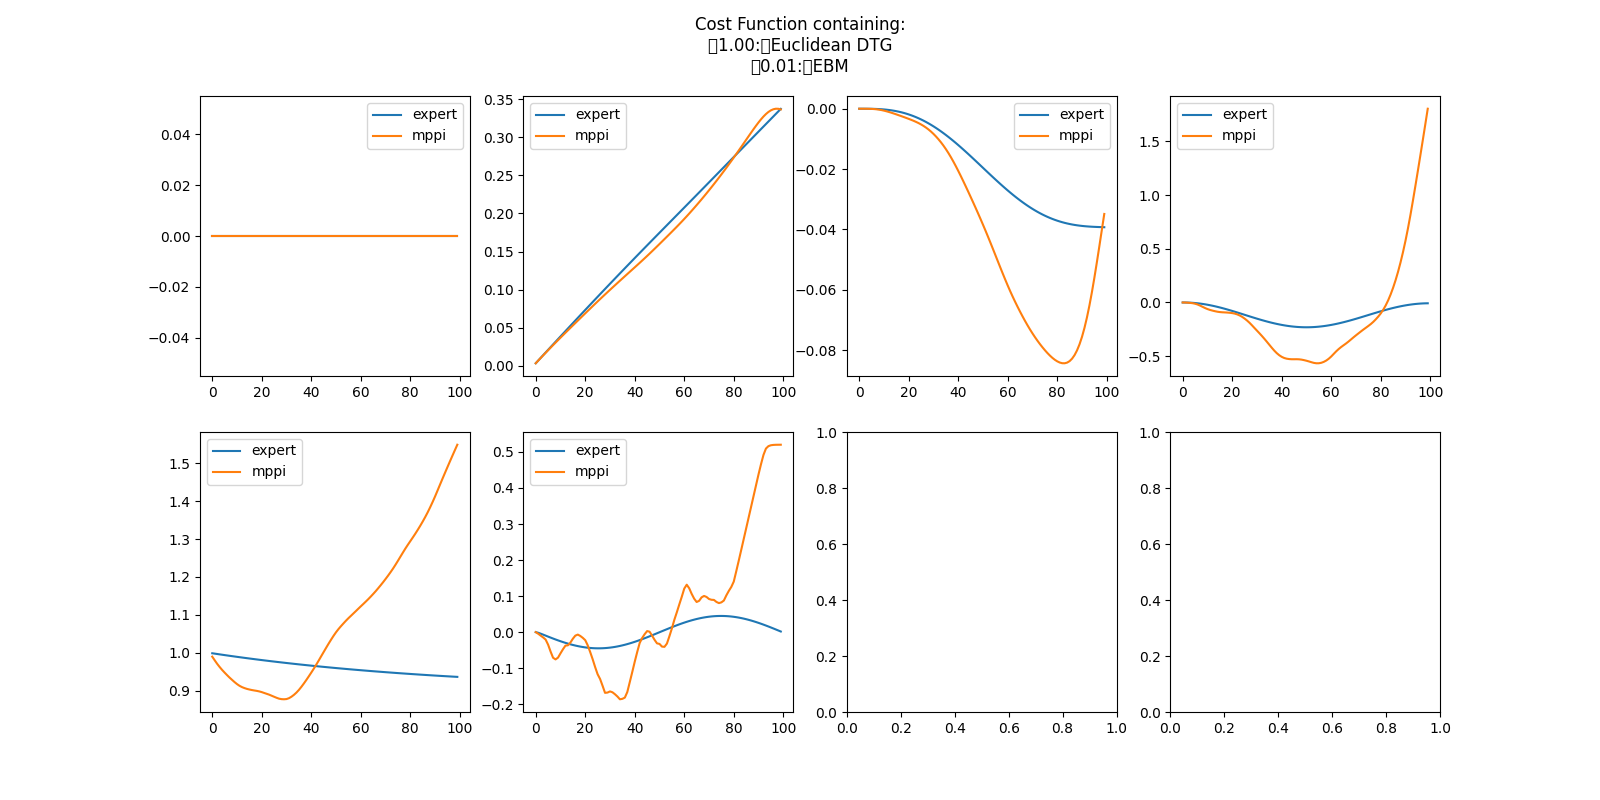 Cost Function containing:
1.00: Euclidean DTG
0.01: EBM
expert
mppi
0.04
0.02
0.00
−0.02
−0.04
0 20 40 60 80 100
expert
mppi
0.35
0.30
0.25
0.20
0.15
0.10
0.05
0.00
0 20 40 60 80 100
expert
mppi
0.00
−0.02
−0.04
−0.06
−0.08
0 20 40 60 80 100
expert
mppi
1.5
1.0
0.5
0.0
−0.5
0 20 40 60 80 100
expert
mppi
1.5
1.4
1.3
1.2
1.1
1.0
0.9
0 20 40 60 80 100
expert
mppi
0.5
0.4
0.3
0.2
0.1
0.0
−0.1
−0.2
0 20 40 60 80 100
1.0
0.8
0.6
0.4
0.2
0.0
0.0 0.2 0.4 0.6 0.8 1.0
1.0
0.8
0.6
0.4
0.2
0.0
0.0 0.2 0.4 0.6 0.8 1.0